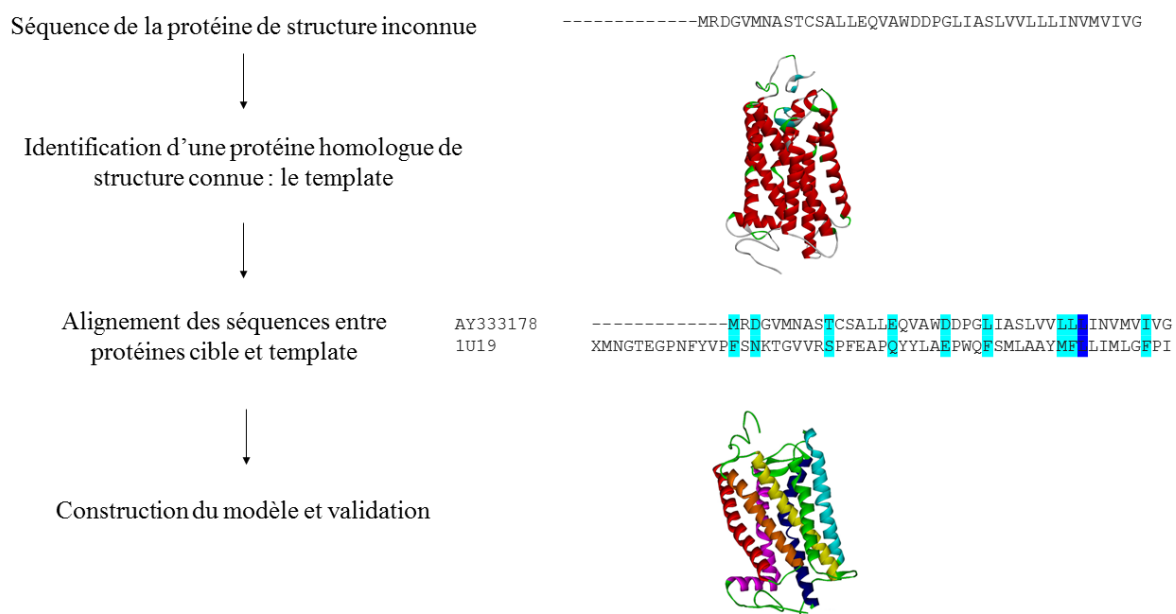 Séquence de la protéine de structure inconnue
-------------MRDGVMNASTCSALLEQVAWDDPGLIASLVVLLLINVMVIVG
Identification d’une protéine homologue de
structure connue : le template
Alignement des séquences entre
protéines cible et template
AY333178 -------------MRDGVMNASTCSALLEQVAWDDPGLIASLVVLLLINVMVIVG
1U19 XMNGTEGPNFYVPFSNKTGVVRSPFEAPQYYLAEPWQFSMLAAYMFLLIMLGFPI
Construction du modèle et validation